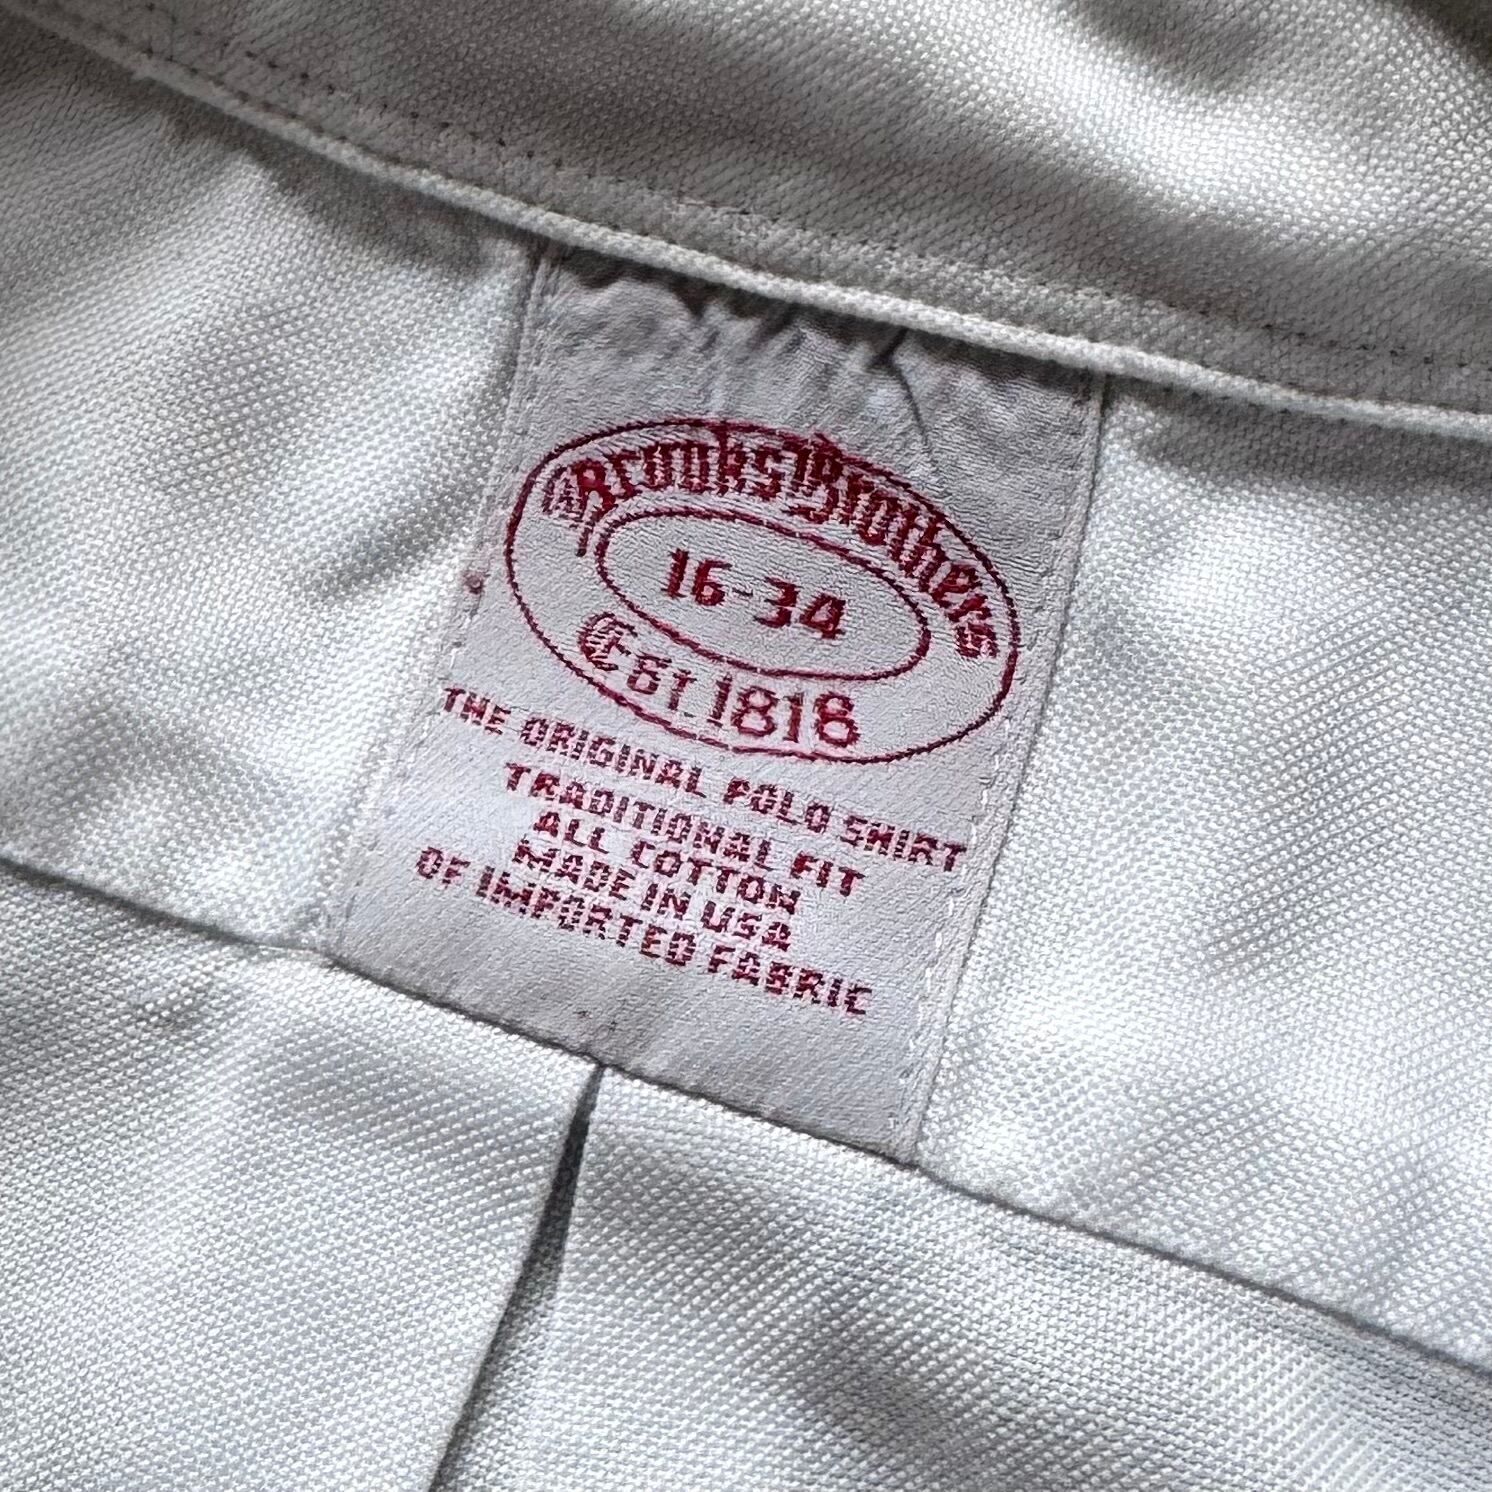 Brooks Brothers
16-34
Est 1818
THE ORIGINAL POLO SHIRT
TRADITIONAL FIT
ALL COTTON
MADE IN USA
OF IMPORTED FABRIC